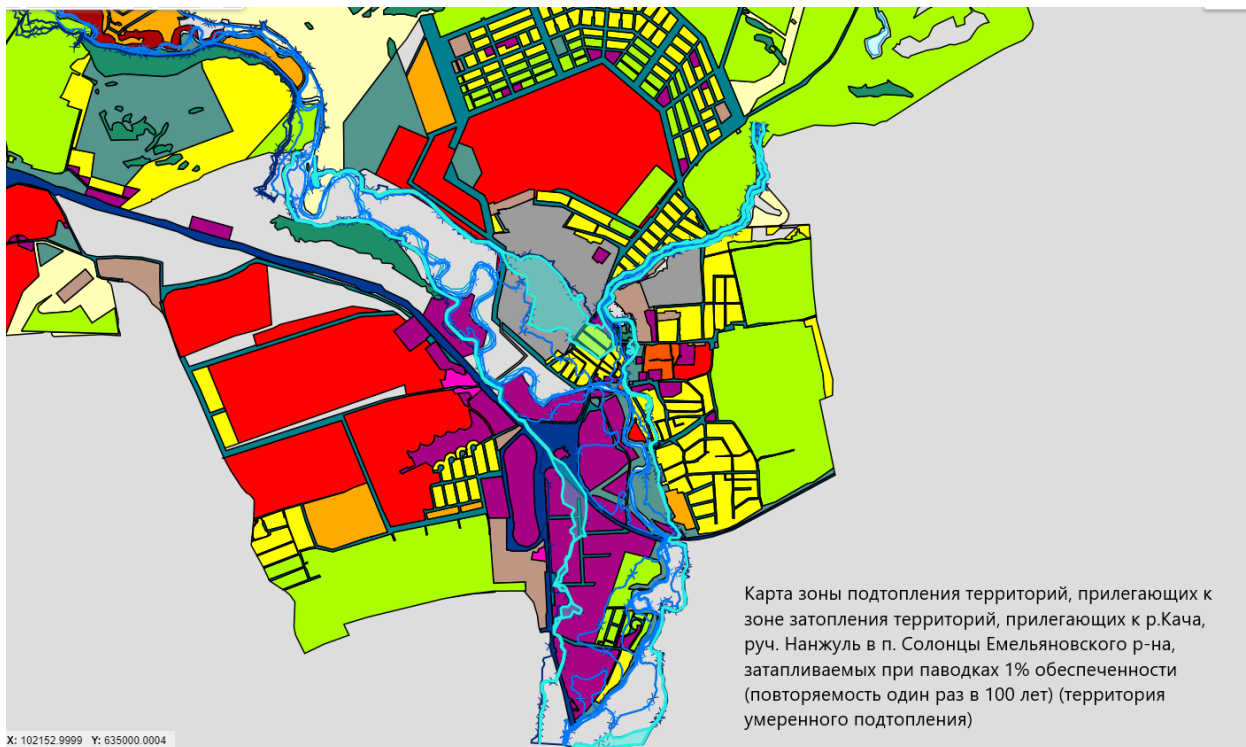 Карта зоны подтопления территорий, прилегающих к
зоне затопления территорий, прилегающих к р.Кача,
руч. Нанжуль в п. Солонцы Емельяновского р-на,
затапливаемых при паводках 1% обеспеченности
(повторяемость один раз в 100 лет) (территория
умеренного подтопления)
X: 102152.9999 Y: 635000.0004